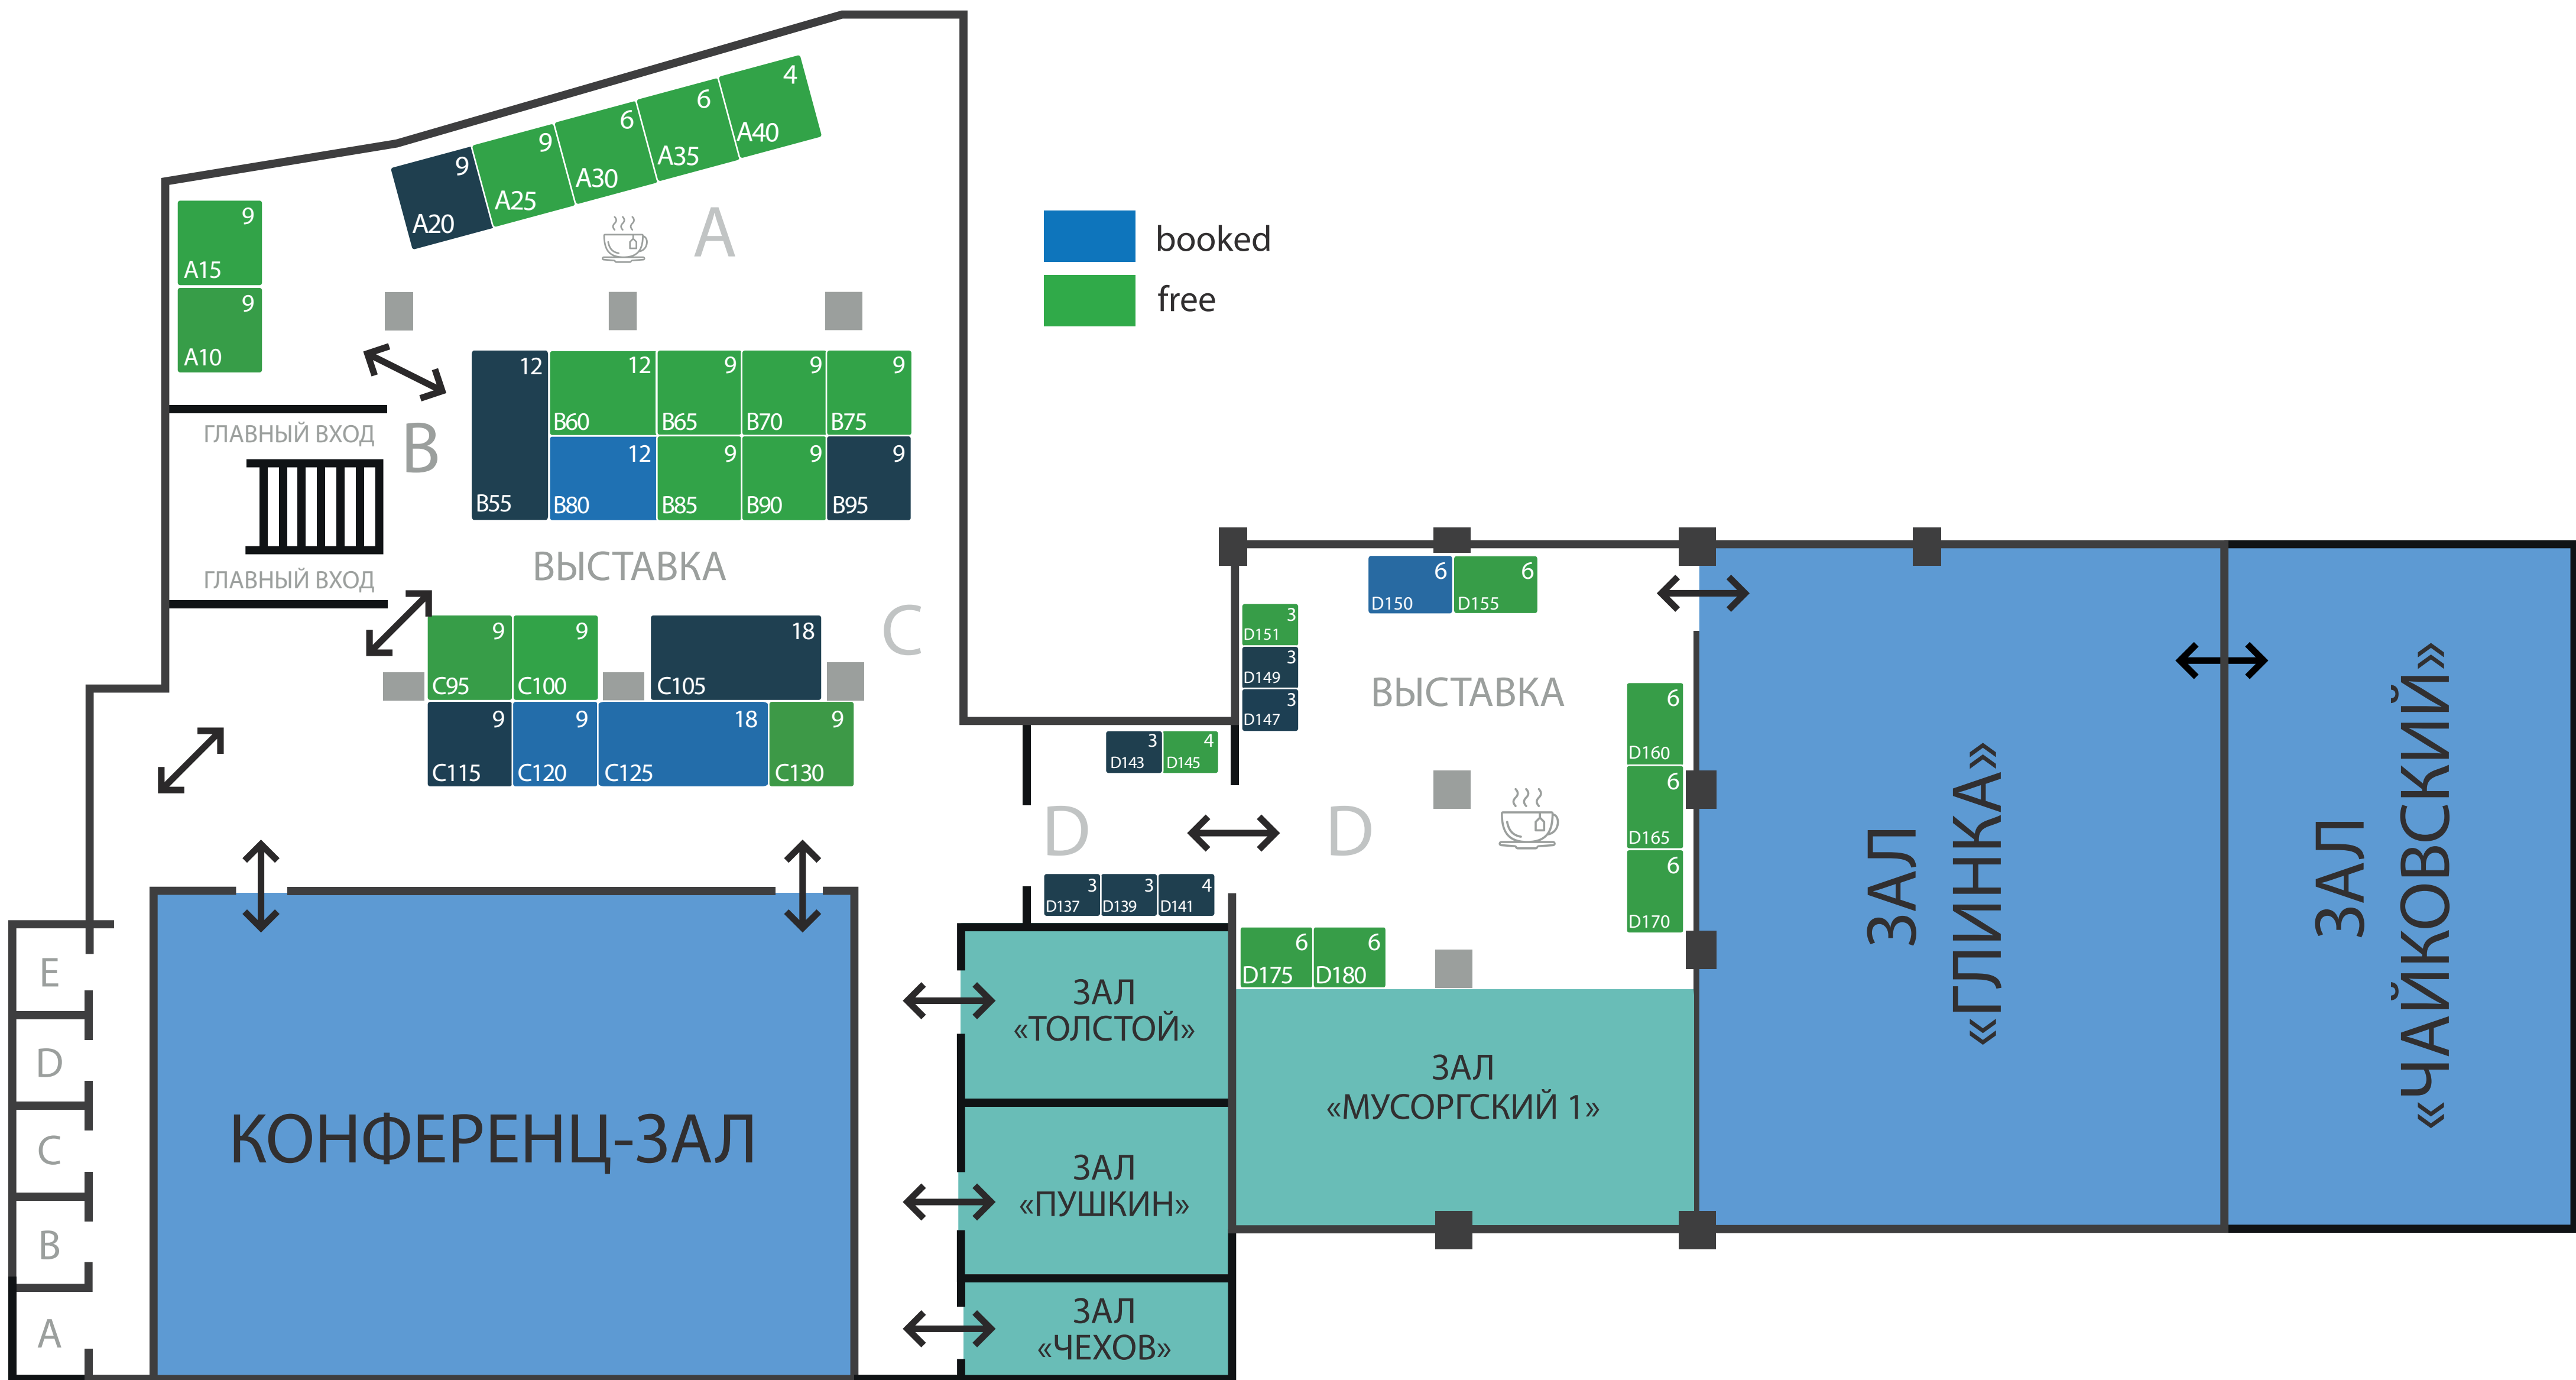 4
A40
6
A35
6
A30
9
A25
9
A20
A
9
A15
9
A10
booked
free
ГЛАВНЫЙ ВХОД
B
ГЛАВНЫЙ ВХОД
12
B55
12
B60
9
B65
9
B70
9
B75
12
B80
9
B85
9
B90
9
B95
ВЫСТАВКА
C
9
C95
9
C100
18
C105
9
C115
9
C120
18
C125
9
C130
6
D150
6
D155
3
D151
3
D149
3
D147
ВЫСТАВКА
3
D143
4
D145
D
D
6
D160
6
D165
6
D170
3
D137
3
D139
4
D141
6
D175
6
D180
E
D
C
B
A
КОНФЕРЕНЦ-ЗАЛ
ЗАЛ
«ТОЛСТОЙ»
ЗАЛ
«ПУШКИН»
ЗАЛ
«ЧЕХОВ»
ЗАЛ
«МУСОРГСКИЙ 1»
ЗАЛ
«ГЛИНКА»
ЗАЛ
«ЧАЙКОВСКИЙ»